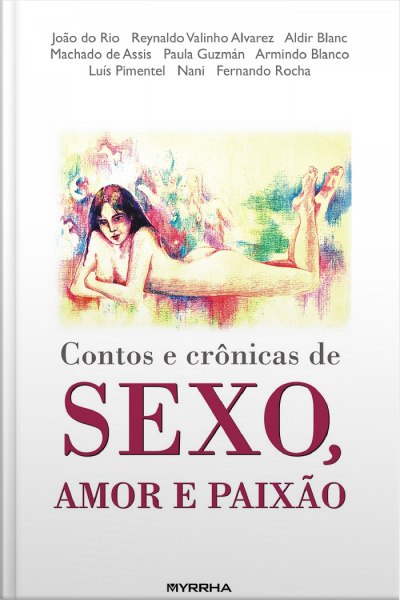 João do Rio Reynaldo Valinho Alvarez Aldir Blanc
Machado de Assis Paula Guzmán Armindo Blanco
Luís Pimentel Nani Fernando Rocha
Contos e crônicas de
SEXO,
AMOR E PAIXÃO
MYRRHA